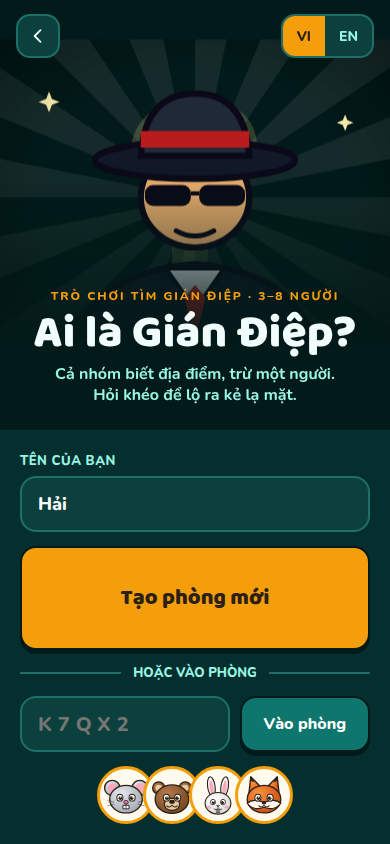 VI
EN
TRÒ CHƠI TÌM GIÁN ĐIỆP · 3–8 NGƯỜI
Ai là Gián Điệp?
Cả nhóm biết địa điểm, trừ một người.
Hỏi khéo để lộ ra kẻ lạ mặt.
TÊN CỦA BẠN
Hải
Tạo phòng mới
HOẶC VÀO PHÒNG
K7QX2
Vào phòng